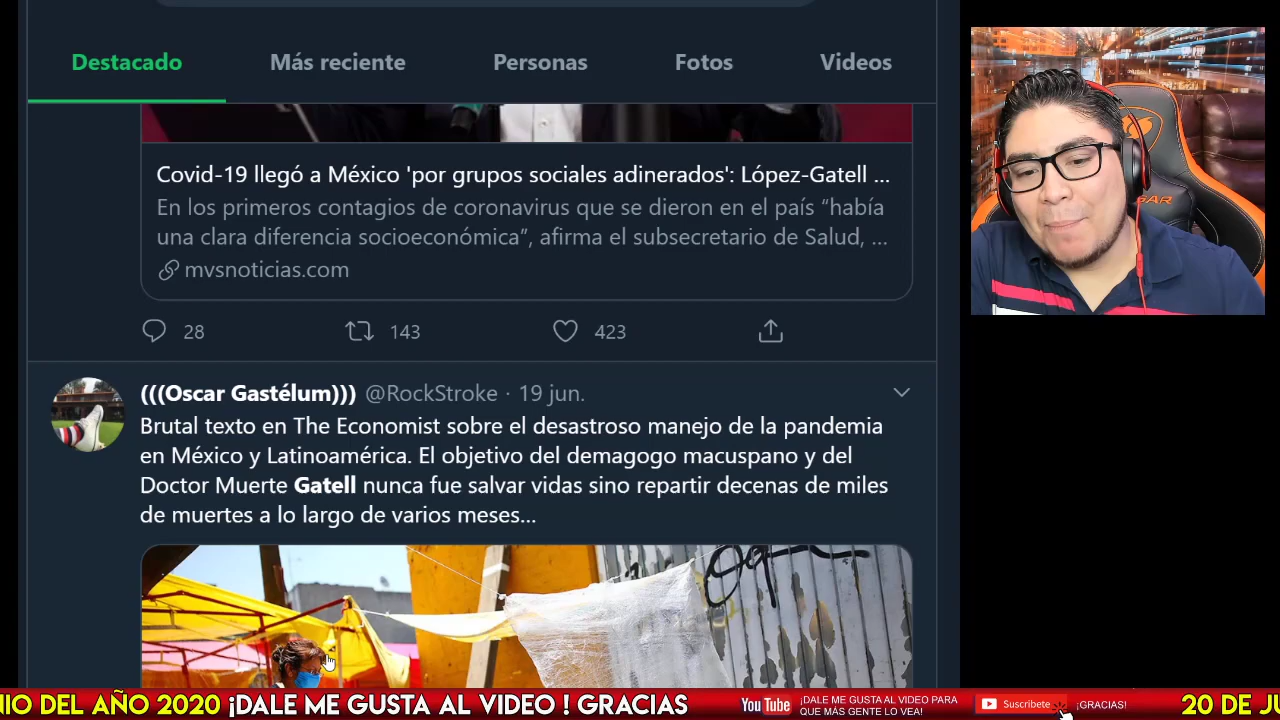 Destacado Más reciente Personas Fotos Videos
Covid-19 llegó a México 'por grupos sociales adinerados': López-Gatell ...
En los primeros contagios de coronavirus que se dieron en el país “había
una clara diferencia socioeconómica”, afirma el subsecretario de Salud, ...
mvsnoticias.com
28 143 423
(((Oscar Gastélum))) @RockStroke · 19 jun.
Brutal texto en The Economist sobre el desastroso manejo de la pandemia
en México y Latinoamérica. El objetivo del demagogo macuspano y del
Doctor Muerte Gatell nunca fue salvar vidas sino repartir decenas de miles
de muertes a lo largo de varios meses...
NIO DEL AÑO 2020 ¡DALE ME GUSTA AL VIDEO ! GRACIAS
YouTube
¡DALE ME GUSTA AL VIDEO PARA
QUE MÁS GENTE LO VEA!
Suscribete
¡GRACIAS!
20 DE JU